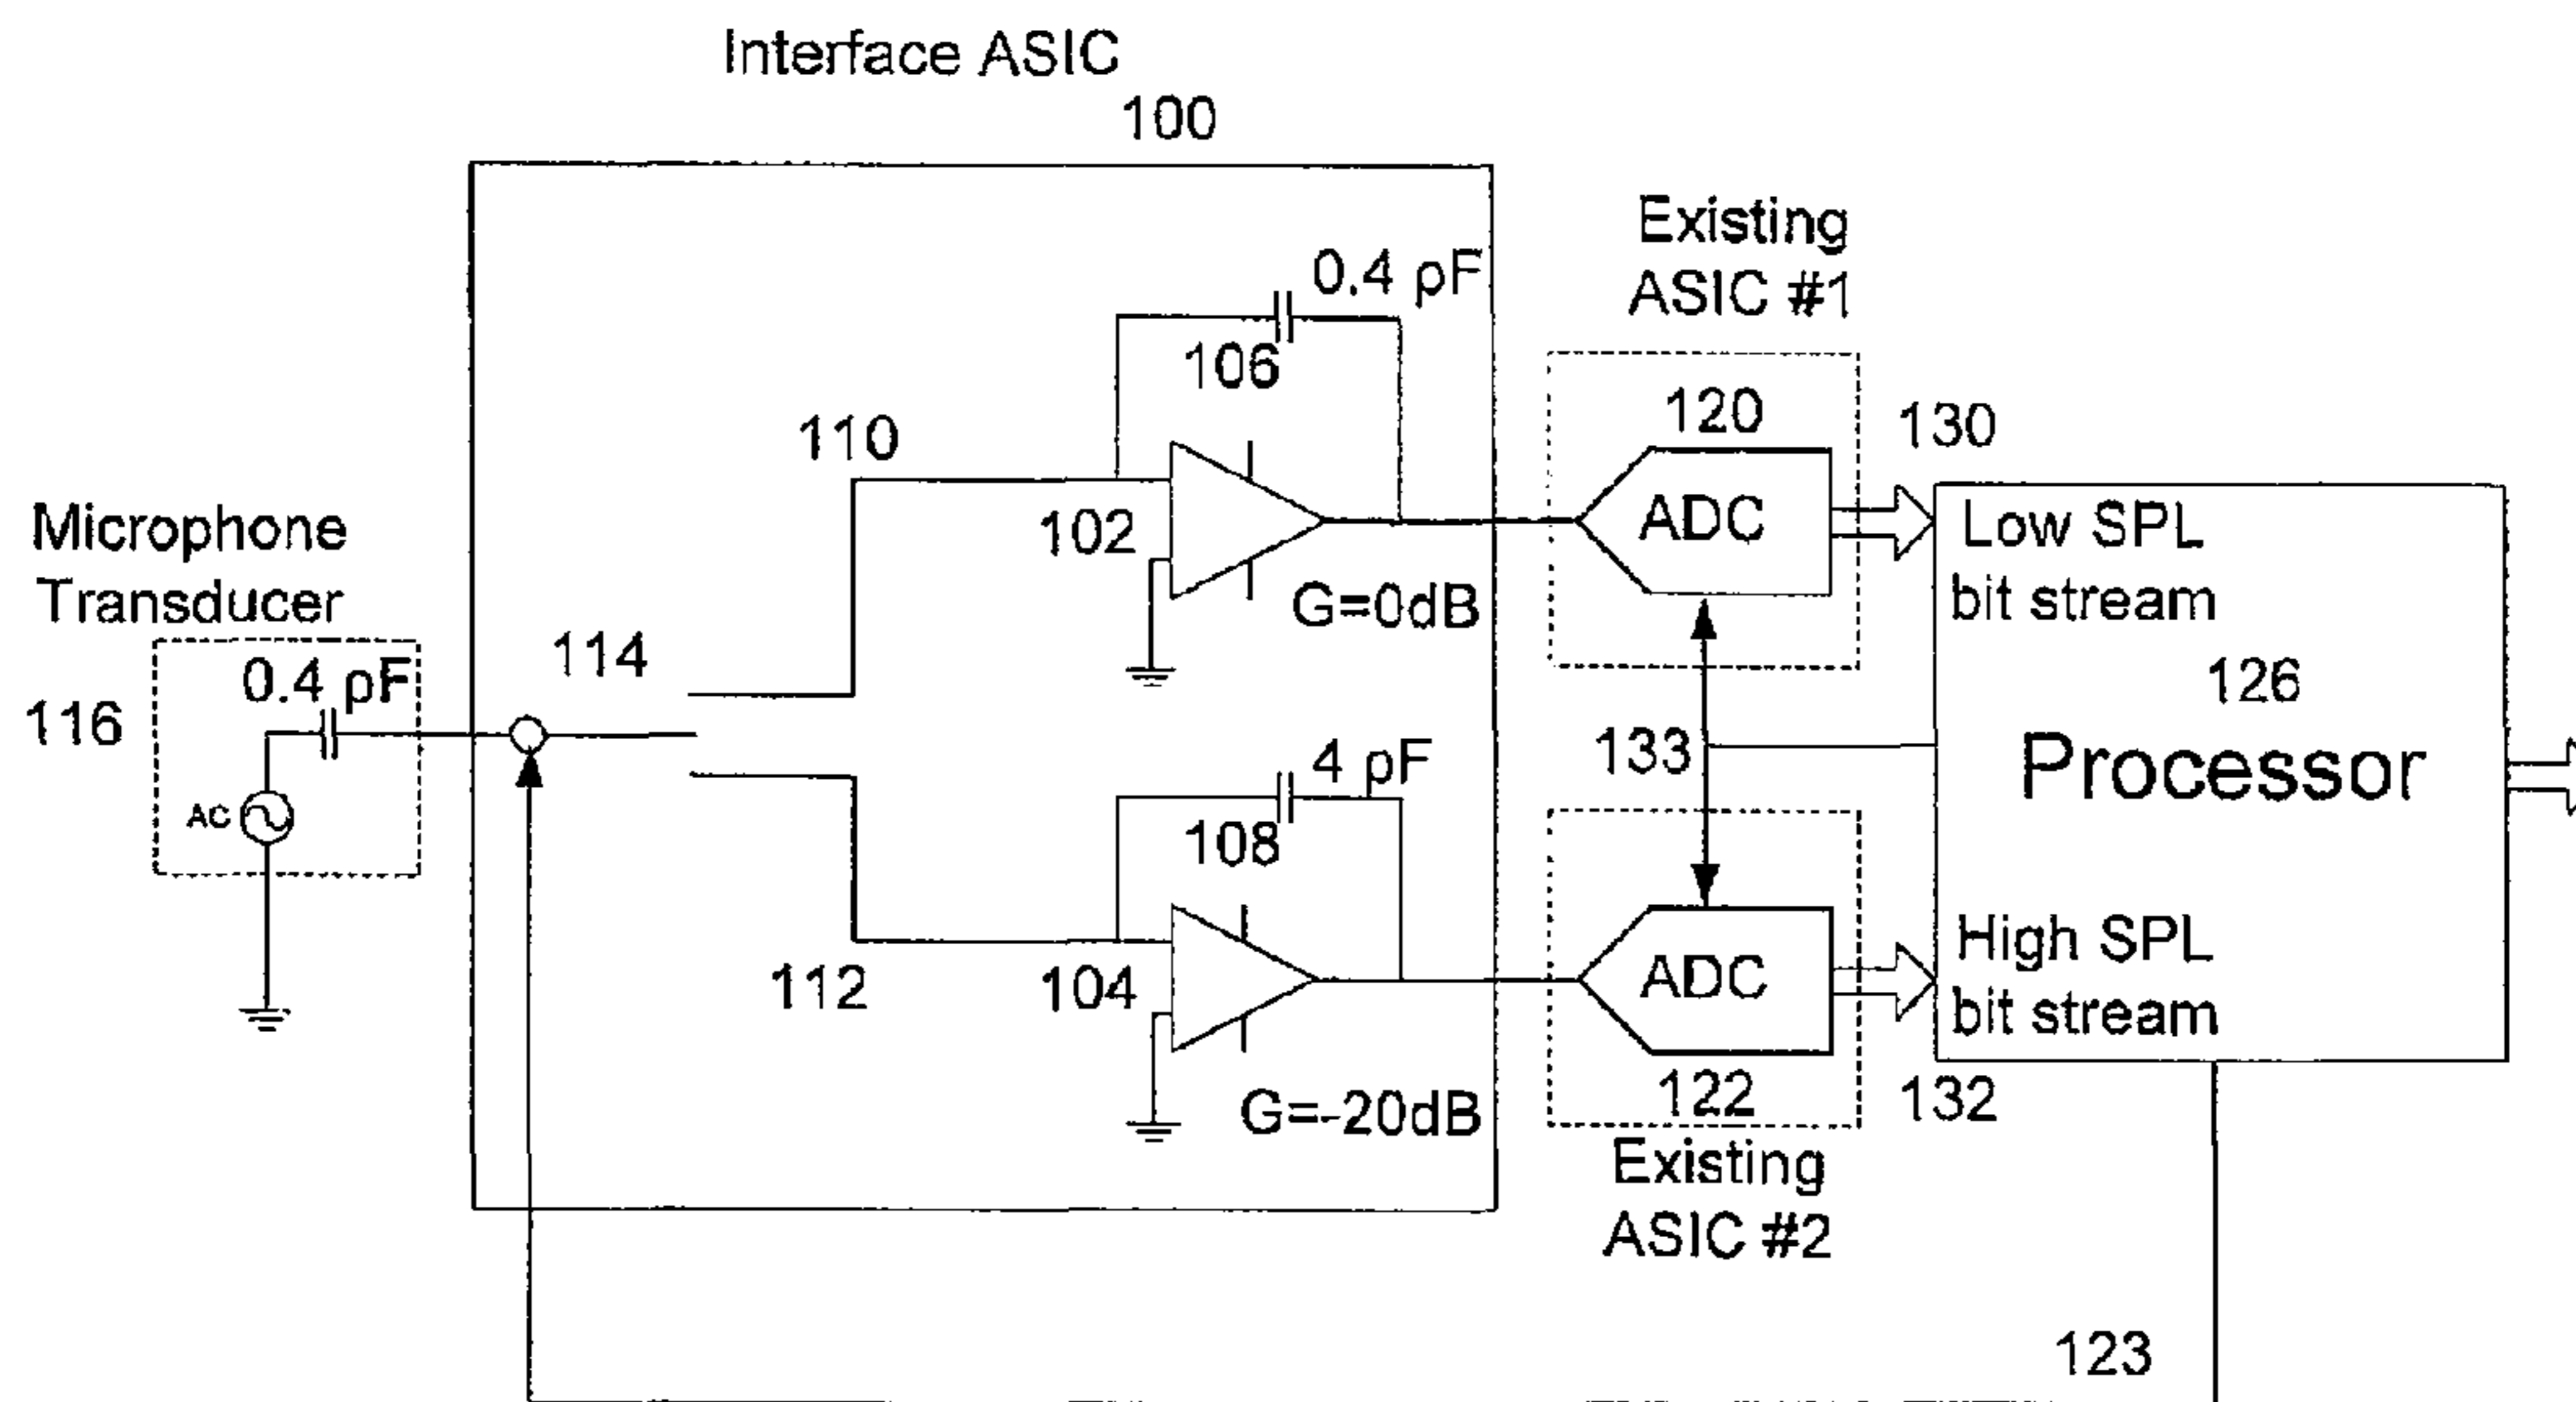 Interface ASIC
100
0.4 pF
106
110
102
G=0dB
Existing
ASIC #1
120
ADC
130
Low SPL
bit stream
126
Processor
Microphone
Transducer
0.4 pF
116
AC
114
133
4 pF
108
112
104
G=-20dB
ADC
122
Existing
ASIC #2
High SPL
bit stream
132
123